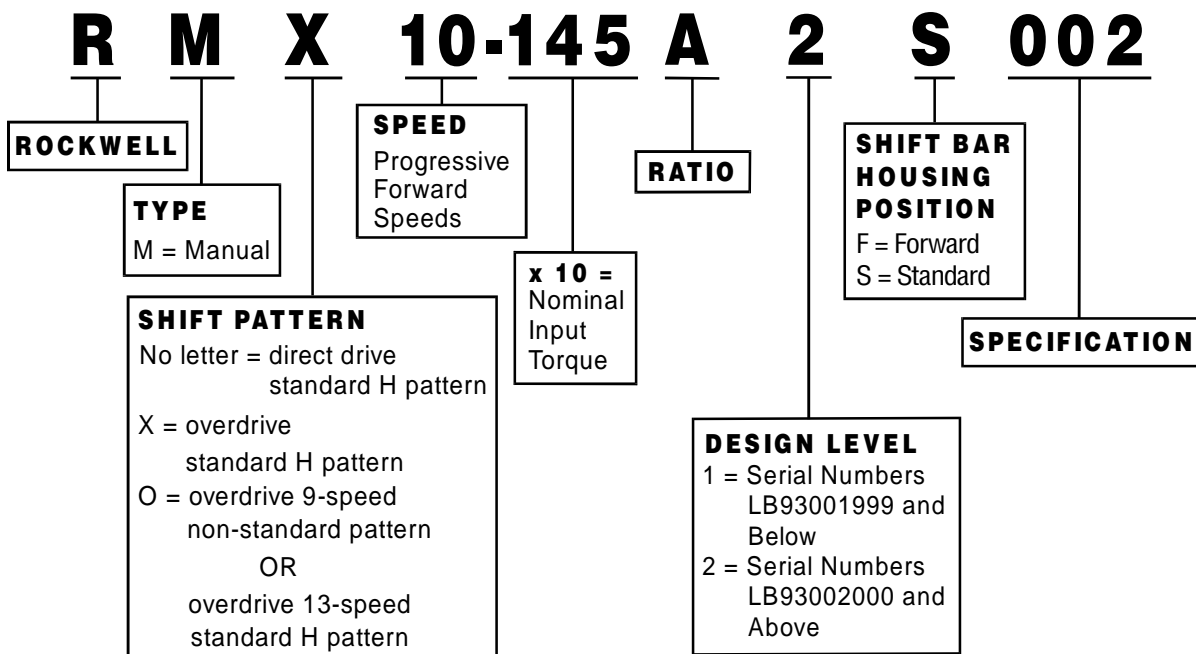 R M X 10-145 A 2 S 002
ROCKWELL
TYPE
M = Manual
SHIFT PATTERN
No letter = direct drive
standard H pattern
X = overdrive
standard H pattern
O = overdrive 9-speed
non-standard pattern
OR
overdrive 13-speed
standard H pattern
SPEED
Progressive
Forward
Speeds
x 10 =
Nominal
Input
Torque
RATIO
DESIGN LEVEL
1 = Serial Numbers
LB93001999 and
Below
2 = Serial Numbers
LB93002000 and
Above
SHIFT BAR
HOUSING
POSITION
F = Forward
S = Standard
SPECIFICATION